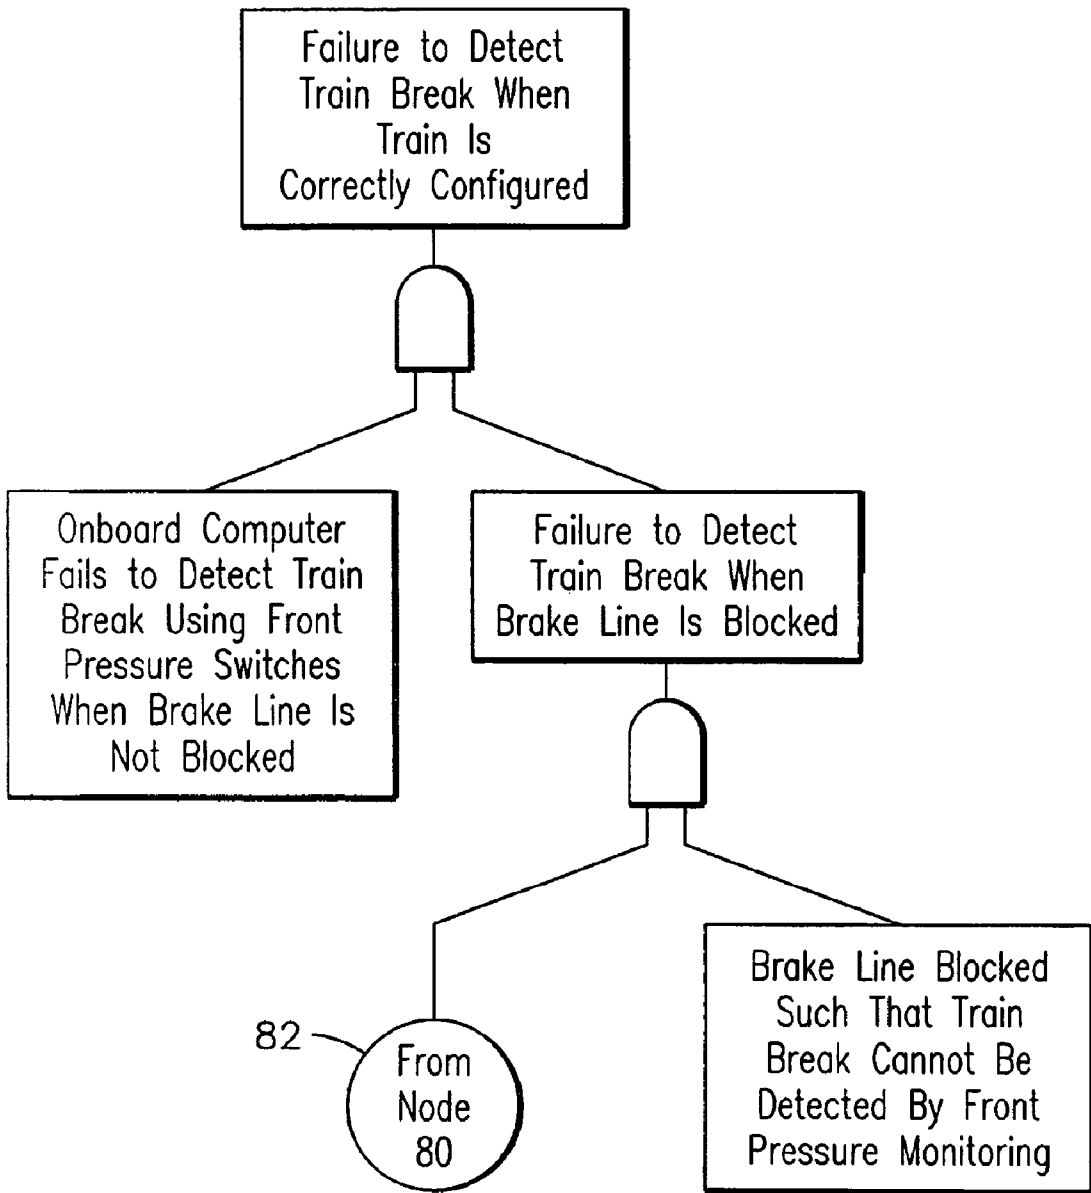 Failure to Detect
Train Break When
Train Is
Correctly Configured
Onboard Computer
Fails to Detect Train
Break Using Front
Pressure Switches
When Brake Line Is
Not Blocked
Failure to Detect
Train Break When
Brake Line Is Blocked
82
From
Node
80
Brake Line Blocked
Such That Train
Break Cannot Be
Detected By Front
Pressure Monitoring